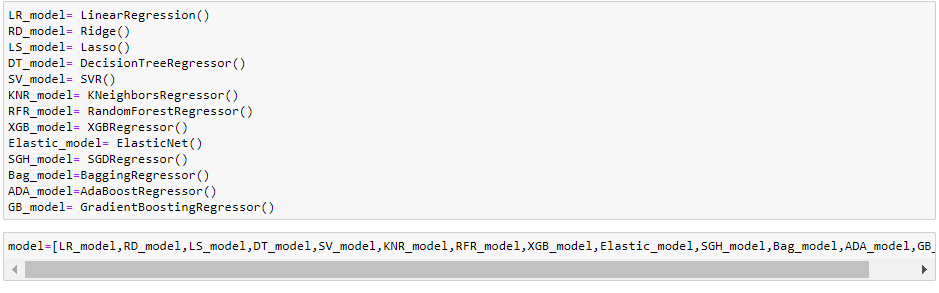 LR_model= LinearRegression()
RD_model= Ridge()
LS_model= Lasso()
DT_model= DecisionTreeRegressor()
SV_model= SVR()
KNR_model= KNeighborsRegressor()
RFR_model= RandomForestRegressor()
XGB_model= XGBRegressor()
Elastic_model= ElasticNet()
SGH_model= SGDRegressor()
Bag_model=BaggingRegressor()
ADA_model=AdaBoostRegressor()
GB_model= GradientBoostingRegressor()
model=[LR_model,RD_model,LS_model,DT_model,SV_model,KNR_model,RFR_model,XGB_model,Elastic_model,SGH_model,Bag_model,ADA_model,GB_